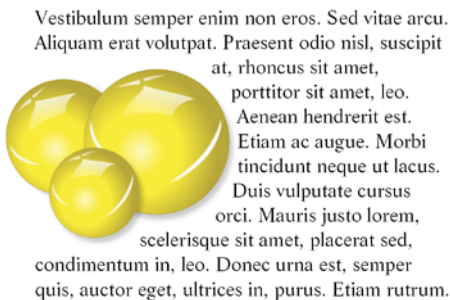 Vestibulum semper enim non eros. Sed vitae arcu.
Aliquam erat volutpat. Praesent odio nisl, suscipit
at, rhoncus sit amet,
porttitor sit amet, leo.
Aenean hendrerit est.
Etiam ac augue. Morbi
tincidunt neque ut lacus.
Duis vulputate cursus
orci. Mauris justo lorem,
scelerisque sit amet, placerat sed,
condimentum in, leo. Donec urna est, semper
quis, auctor eget, ultrices in, purus. Etiam rutrum.